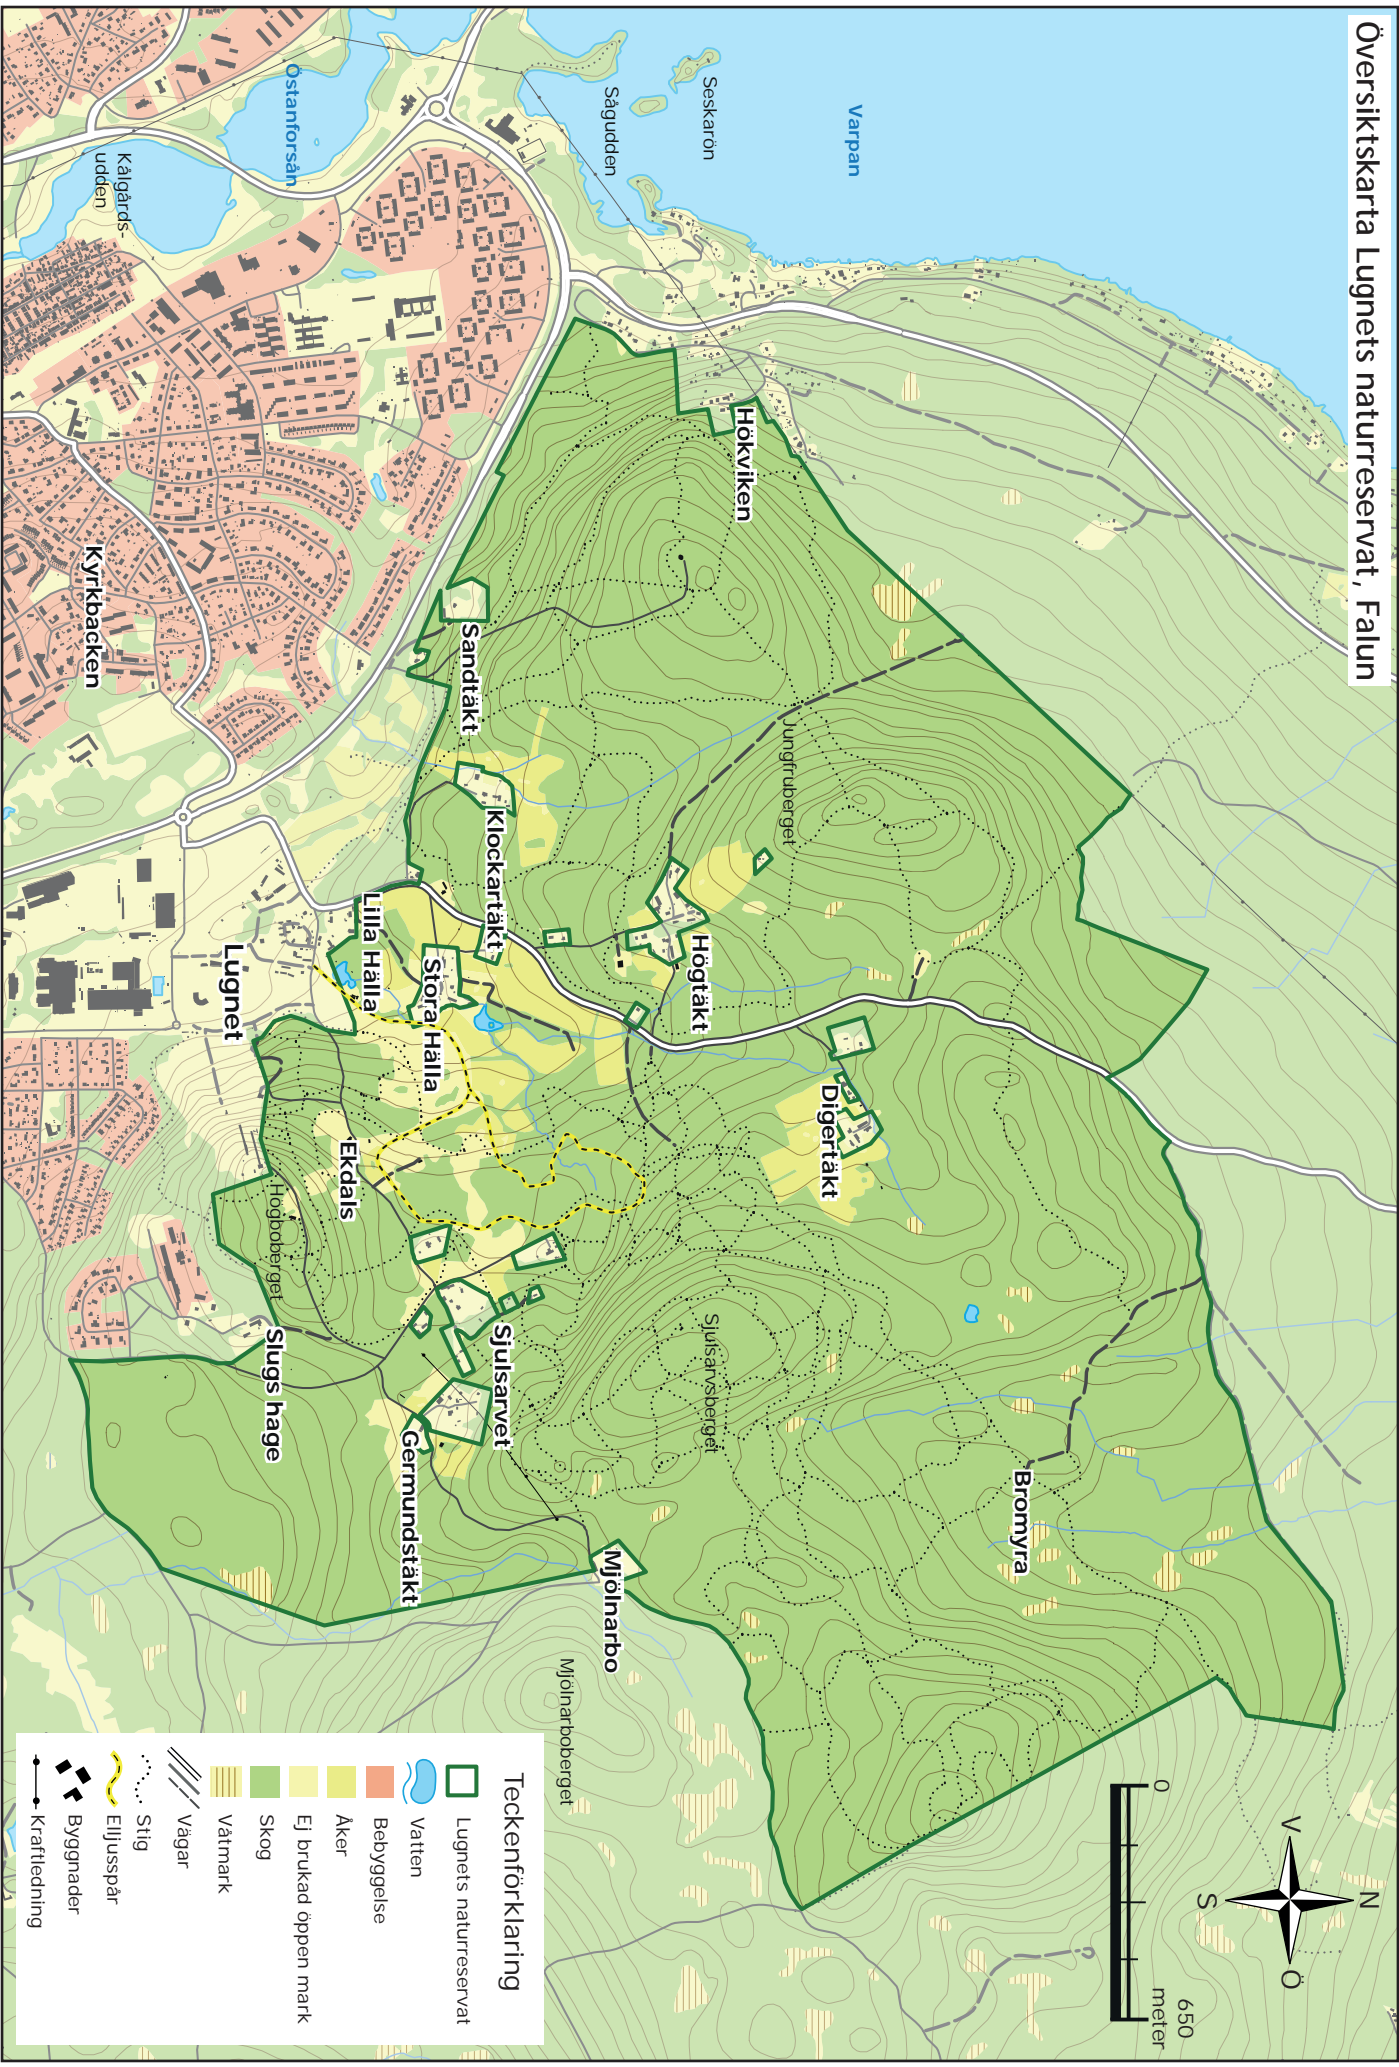 Översiktskarta Lugnets naturreservat, Falun
Varpan
Seskarön
Sågudden
Östanforsån
Kålgårds-
udden
Hökviken
Kyrkbacken
Sandtäkt
Jungfruberget
Klockartäkt
Högtäkt
Lilla Hälla
Stora Hälla
Lugnet
Digertäkt
Ekdals
Högboberget
Slugs hage
Sjulsarvet
Sjulsarvsberget
Germundstäkt
Bromyra
Mjölnarbo
Mjölnarboberget
N
V
Ö
S
0
650
meter
Teckenförklaring
Lugnets naturreservat
Vatten
Bebyggelse
Åker
Ej brukad öppen mark
Skog
Våtmark
Vägar
Stig
Elljusspår
Byggnader
Kraftledning